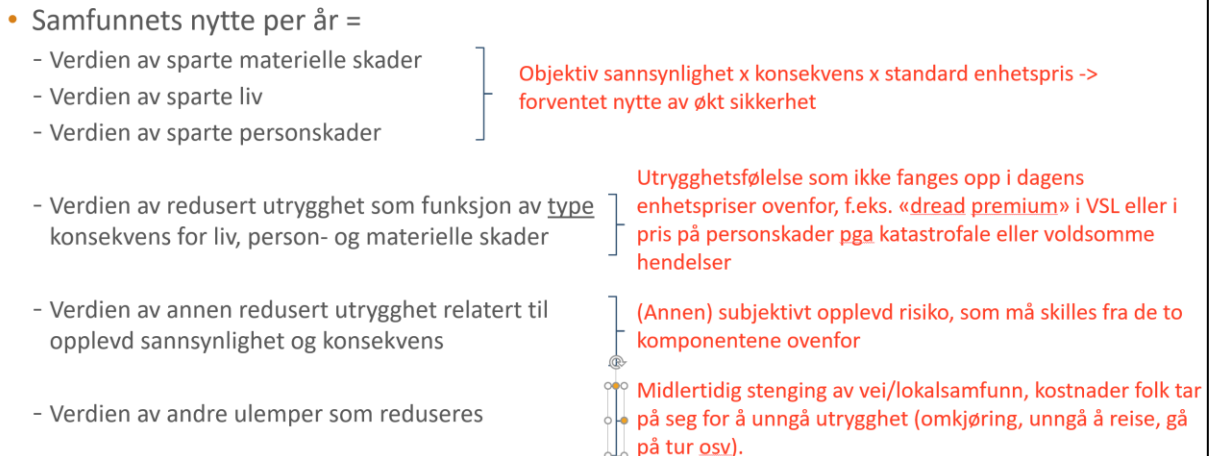 • Samfunnets nytte per år =
- Verdien av sparte materielle skader
- Verdien av sparte liv
- Verdien av sparte personskader
Objektiv sannsynlighet x konsekvens x standard enhetspris ->
forventet nytte av økt sikkerhet
- Verdien av redusert utrygghet som funksjon av type
konsekvens for liv, person- og materielle skader
Utrygghetsfølelse som ikke fanges opp i dagens
enhetspriser ovenfor, f.eks. «dread premium» i VSL eller i
pris på personskader pga katastrofale eller voldsomme
hendelser
- Verdien av annen redusert utrygghet relatert til
opplevd sannsynlighet og konsekvens
(Annen) subjektivt opplevd risiko, som må skilles fra de to
komponentene ovenfor
- Verdien av andre ulemper som reduseres
Midlertidig stenging av vei/lokalsamfunn, kostnader folk tar
på seg for å unngå utrygghet (omkjøring, unngå å reise, gå
på tur osv).